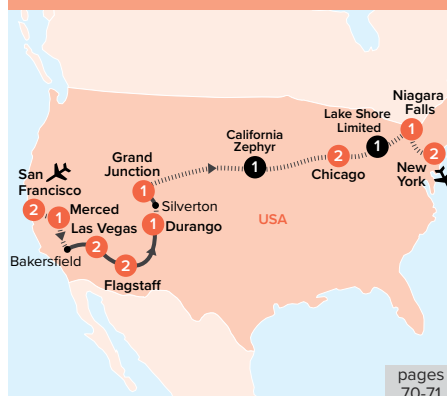 Niagara
Falls
1
Lake Shore
Limited
1
2
New
York
California
Zephyr
1
2
Chicago
Grand
Junction
1
Silverton
1
Durango
San
Francisco
2
1
Merced
Las Vegas
2
Bakersfield
2
Flagstaff
USA
pages
70-71